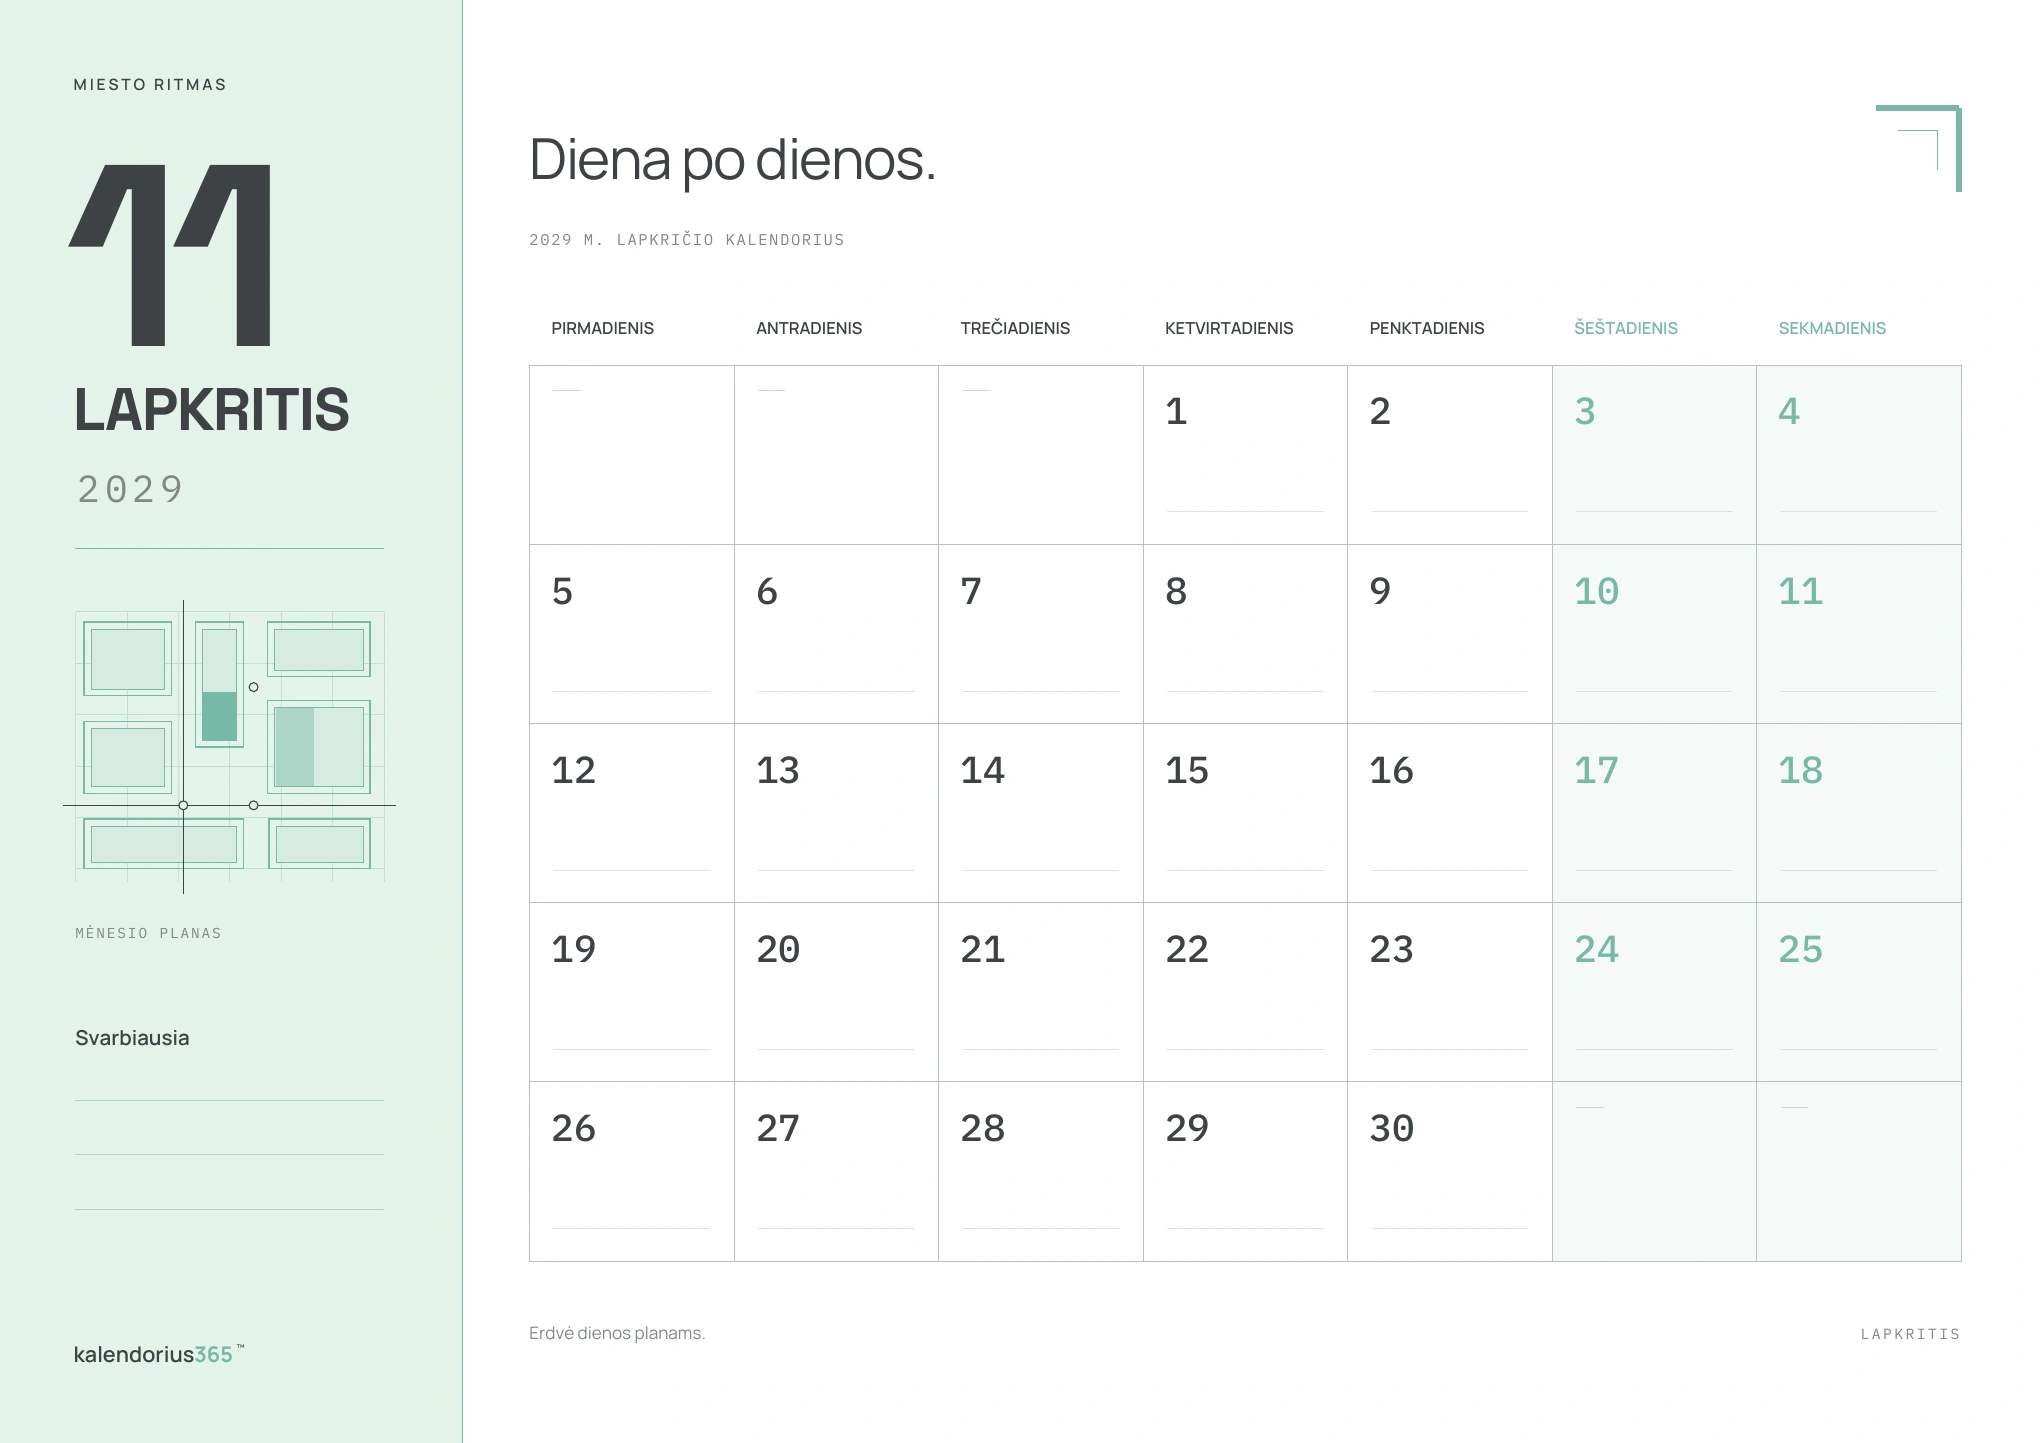 MIESTO RITMAS
11
LAPKRITIS
2029
MĖNESIO PLANAS
Svarbiausia
kalendorius365™
Diena po dienos.
2029 M. LAPKRIČIO KALENDORIUS
PIRMADIENIS ANTRADIENIS TREČIADIENIS KETVIRTADIENIS PENKTADIENIS ŠEŠTADIENIS SEKMADIENIS
1 2 3 4
5 6 7 8 9 10 11
12 13 14 15 16 17 18
19 20 21 22 23 24 25
26 27 28 29 30
Erdvė dienos planams.
LAPKRITIS